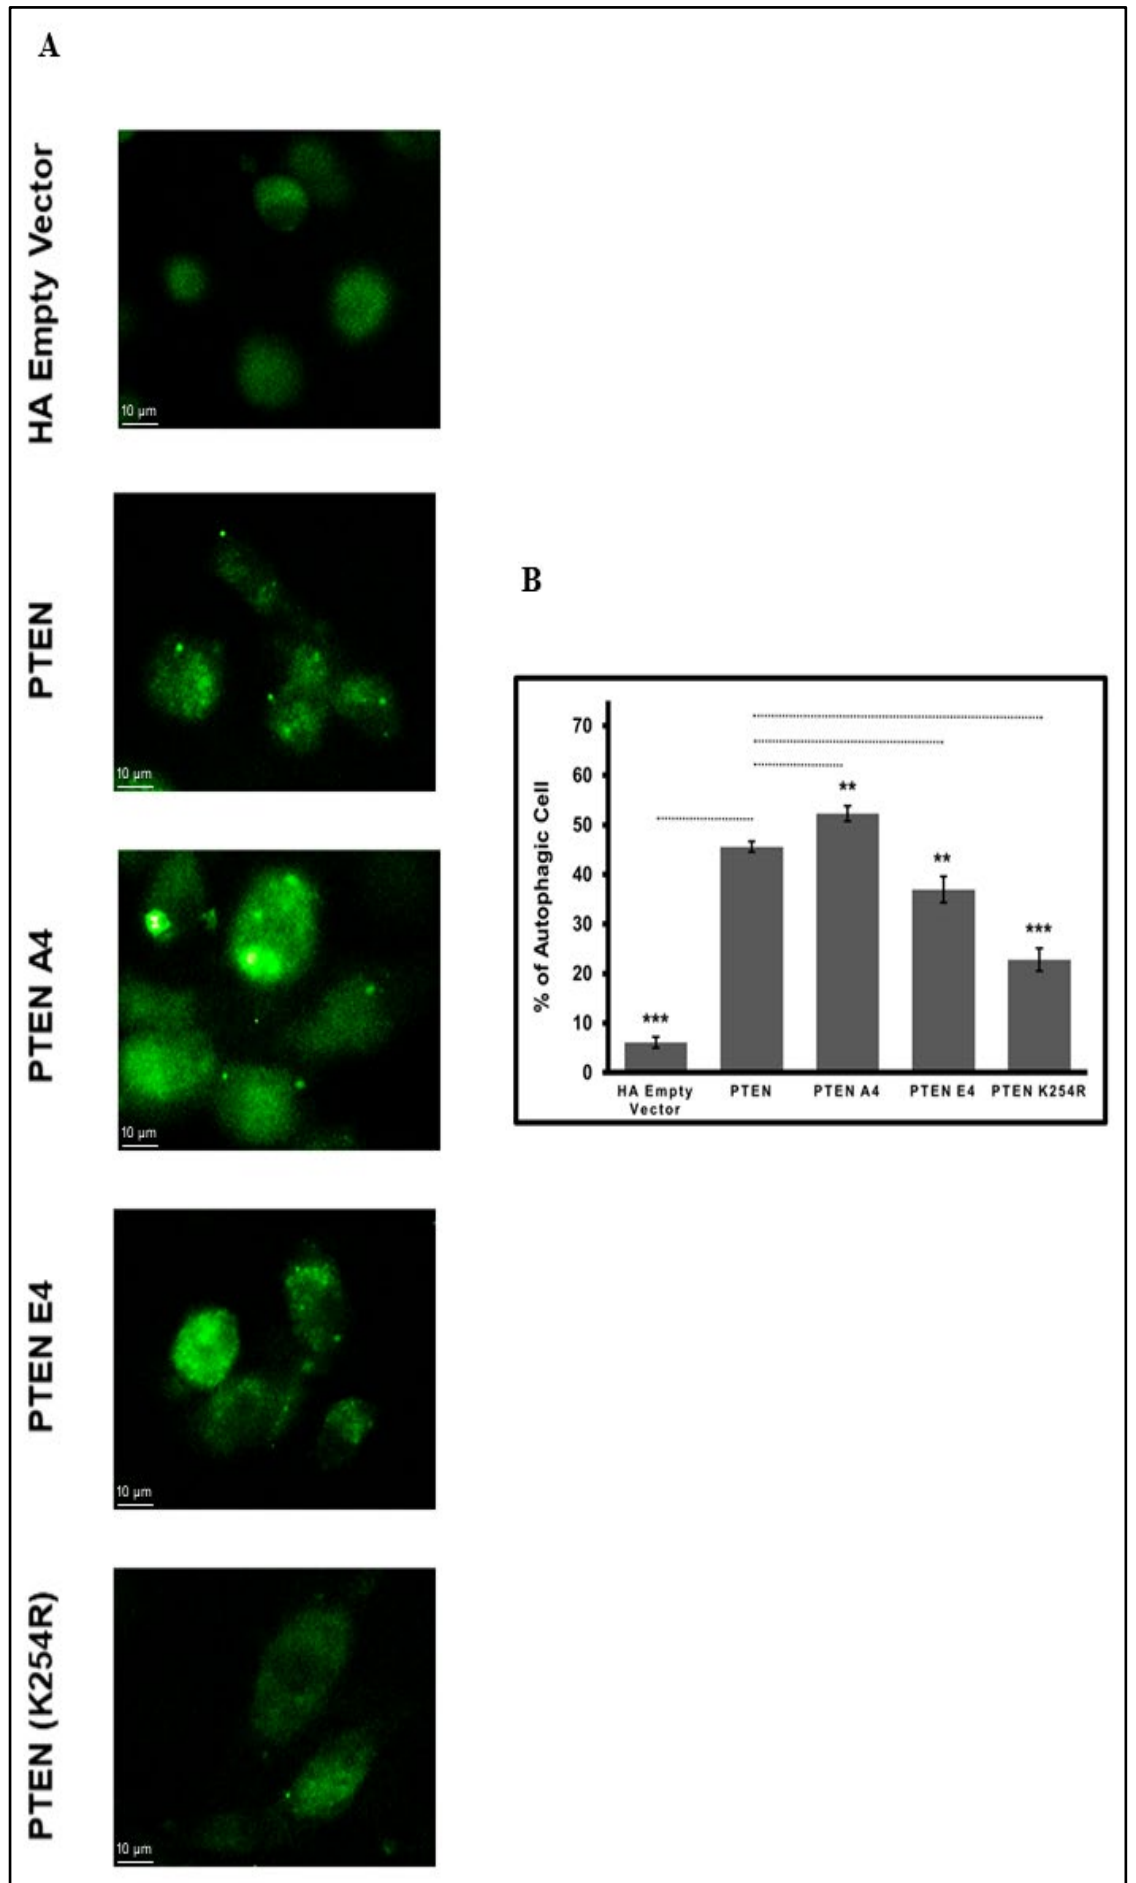 A
HA Empty Vector
10 µm
PTEN
10 µm
PTEN A4
10 µm
PTEN E4
10 µm
PTEN (K254R)
10 µm
B
% of Autophagic Cell
70
60
50
40
30
20
10
0
***
**
**
***
HA Empty
Vector
PTEN
PTEN A4
PTEN E4
PTEN K254R